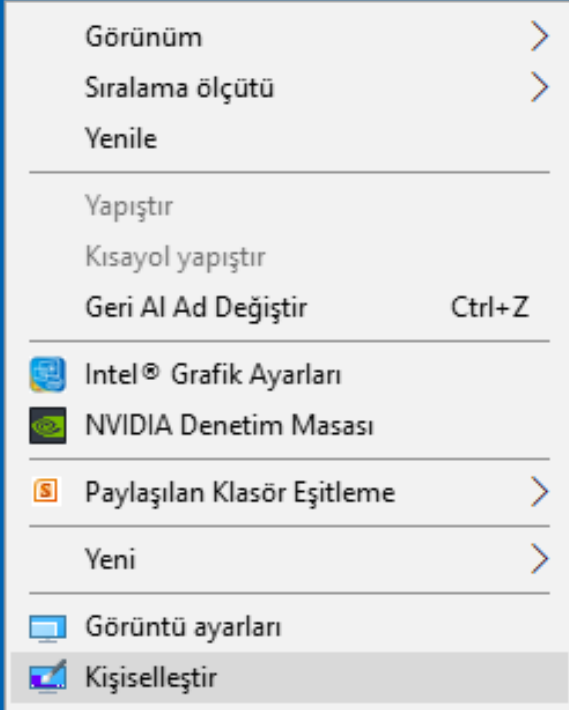 Görünüm
Sıralama ölçütü
Yenile
Yapıştır
Kısayol yapıştır
Geri Al Ad Değiştir Ctrl+Z
Intel® Grafik Ayarları
NVIDIA Denetim Masası
Paylaşılan Klasör Eşitleme
Yeni
Görüntü ayarları
Kişiselleştir